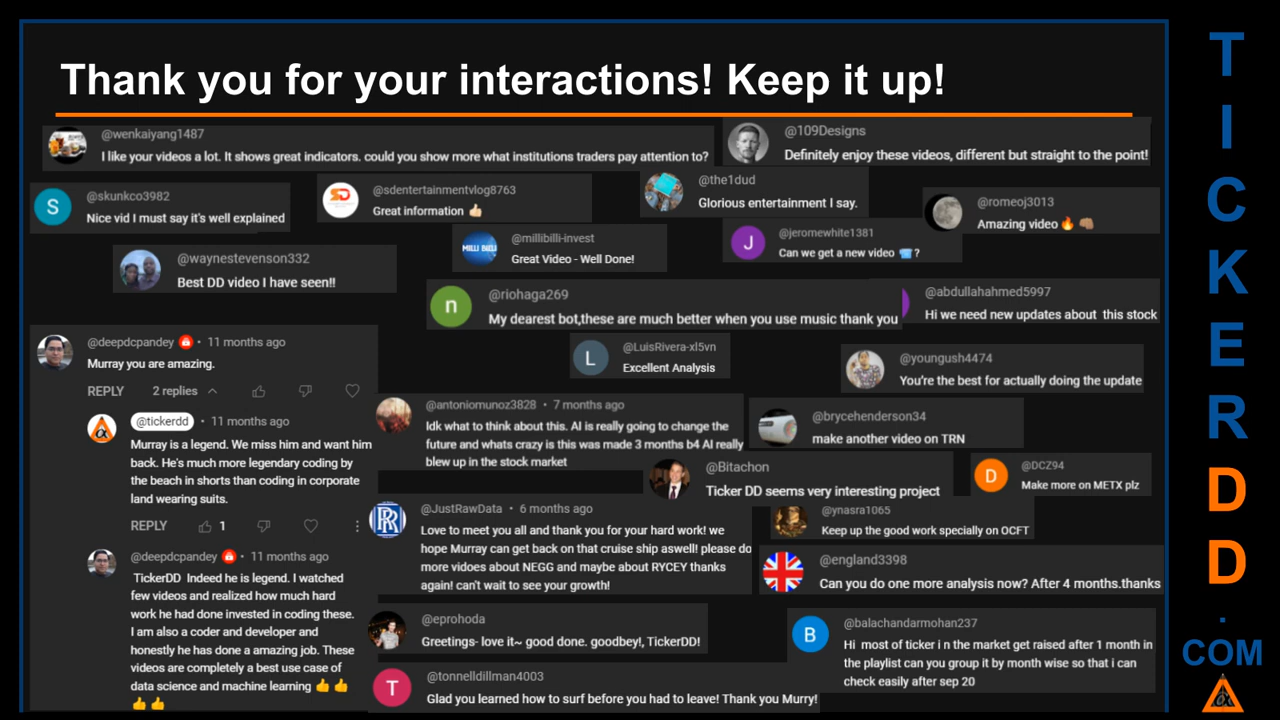 Thank you for your interactions! Keep it up!
@wenkaiyang1487
I like your videos a lot. It shows great indicators. could you show more what institutions traders pay attention to?
@109Designs
Definitely enjoy these videos, different but straight to the point!
@skunkco3982
Nice vid I must say it's well explained
@sdentertainmentvlog8763
Great information 👍🏻
@the1dud
Glorious entertainment I say.
@romeoj3013
Amazing video 🔥 👊🏽
@millibilli-invest
Great Video - Well Done!
@jeromewhite1381
Can we get a new video ?
@waynestevenson332
Best DD video I have seen!!
@riohaga269
My dearest bot,these are much better when you use music thank you
@abdullahahmed5997
Hi we need new updates about this stock
@LuisRivera-xl5vn
Excellent Analysis
@youngush4474
You're the best for actually doing the update
@deepdcpandey • 11 months ago
Murray you are amazing.
REPLY 2 replies
@tickerdd • 11 months ago
Murray is a legend. We miss him and want him
back. He's much more legendary coding by
the beach in shorts than coding in corporate
land wearing suits.
REPLY 1
@deepdcpandey • 11 months ago
TickerDD Indeed he is legend. I watched
few videos and realized how much hard
work he had done invested in coding these.
I am also a coder and developer and
honestly he has done a amazing job. These
videos are completely a best use case of
data science and machine learning 👍 👍
👍 👍
@antoniomunoz3828 • 7 months ago
Idk what to think about this. AI is really going to change the
future and whats crazy is this was made 3 months b4 AI really
blew up in the stock market
@brycehenderson34
make another video on TRN
@Bitachon
Ticker DD seems very interesting project
@DCZ94
Make more on METX plz
@JustRawData • 6 months ago
Love to meet you all and thank you for your hard work! we
hope Murray can get back on that cruise ship aswell! please do
more vidoes about NEGG and maybe about RYCEY thanks
again! can't wait to see your growth!
@ynasra1065
Keep up the good work specially on OCFT
@england3398
Can you do one more analysis now? After 4 months.thanks
@eprohoda
Greetings- love it~ good done. goodbey!, TickerDD!
@balachandarmohan237
Hi most of ticker i n the market get raised after 1 month in
the playlist can you group it by month wise so that i can
check easily after sep 20
@tonnelldillman4003
Glad you learned how to surf before you had to leave! Thank you Murry!
S
SD
MILLI BILLI
J
n
L
RR
D
B
T
TICKERDD
.
COM